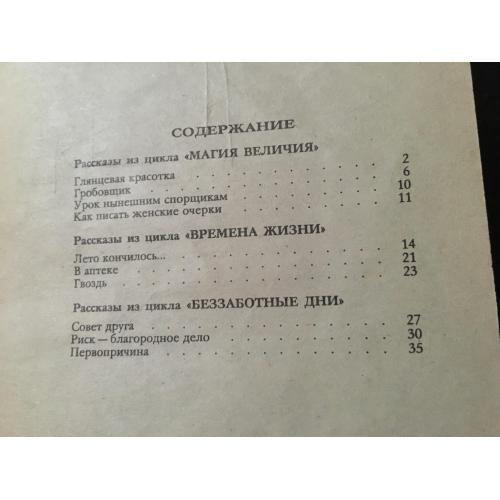 СОДЕРЖАНИЕ
Рассказы из цикла «МАГИЯ ВЕЛИЧИЯ»
Глянцевая красотка . . . . . . . . . . 2
Гробовщик . . . . . . . . . . . . . 6
Урок нынешним спорщикам . . . . . . . 10
Как писать женские очерки . . . . . . . 11
Рассказы из цикла «ВРЕМЕНА ЖИЗНИ»
Лето кончилось... . . . . . . . . . . 14
В аптеке . . . . . . . . . . . . . 21
Гвоздь . . . . . . . . . . . . . 23
Рассказы из цикла «БЕЗЗАБОТНЫЕ ДНИ»
Совет друга . . . . . . . . . . . . 27
Риск — благородное дело . . . . . . . . 30
Первопричина . . . . . . . . . . . 35